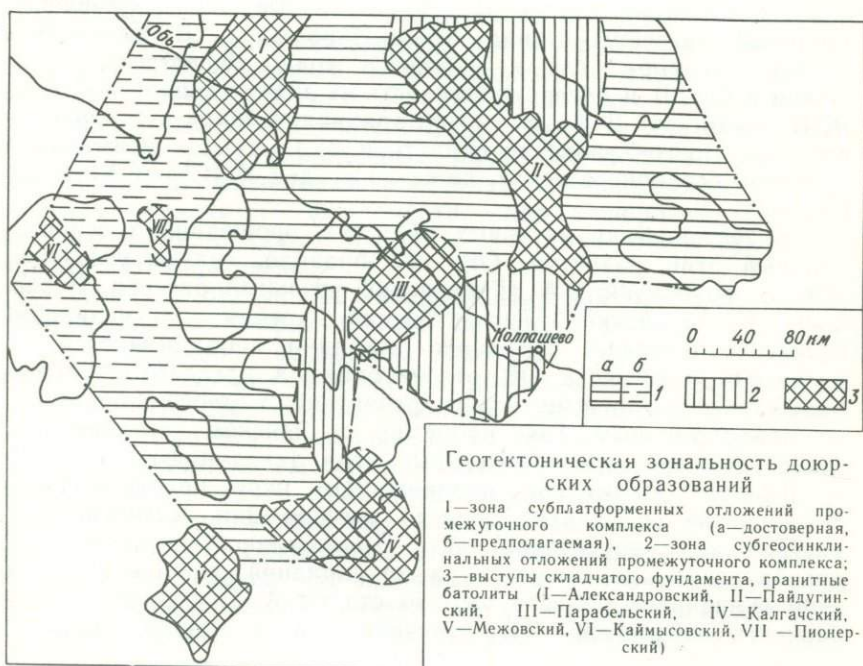 Обь
I
II
VII
VI
III
Колпашево
0 40 80 км
а б
1 2 3
IV
V
Геотектоническая зональность доюр-
ских образований
1—зона субплатформенных отложений про-
межуточного комплекса (а—достоверная,
б—предполагаемая), 2—зона субгеосинкли-
нальных отложений промежуточного комплекса;
3—выступы складчатого фундамента, гранитные
батолиты (I—Александровский, II—Пайдугин-
ский, III—Парабельский, IV—Калгачский,
V—Межовский, VI—Каймысовский, VII —Пионер-
ский)